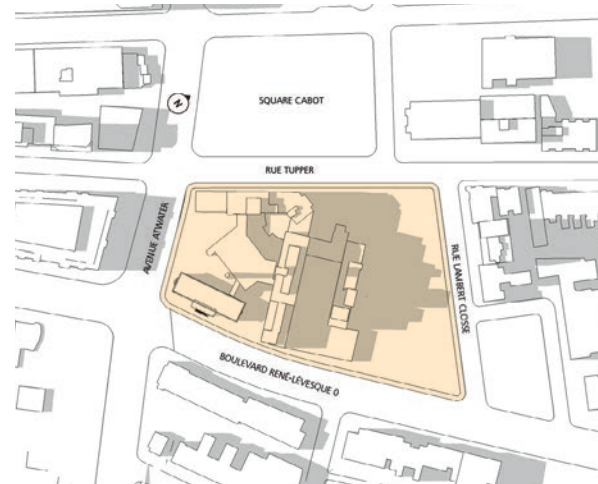 N
SQUARE CABOT
RUE TUPPER
AVENUE ATWATER
RUE LAMBERT CLOSSE
BOULEVARD RENÉ-LÉVESQUE O